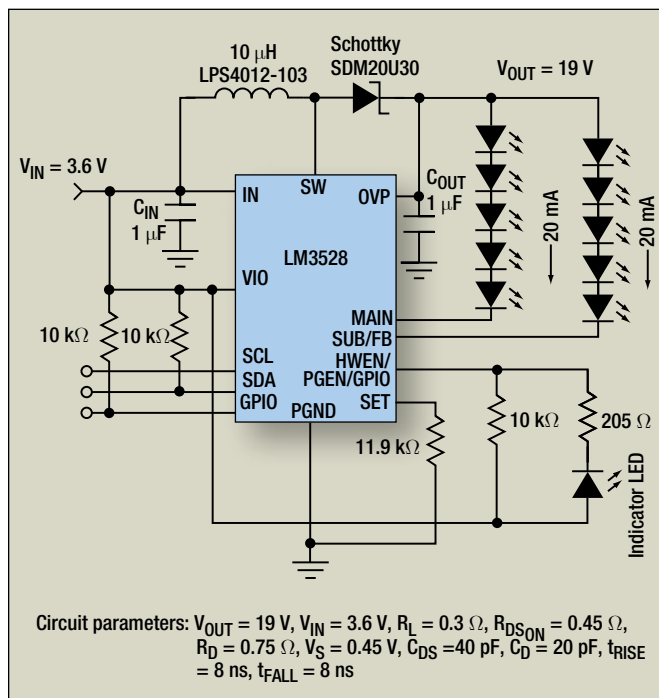 10 μH
LPS4012-103
Schottky
SDM20U30
VOUT = 19 V
VIN = 3.6 V
IN
SW
OVP
CIN
1 μF
COUT
1 μF
20 mA
20 mA
LM3528
VIO
MAIN
SUB/FB
10 kΩ
10 kΩ
HWEN/
PGEN/GPIO
SCL
SDA
GPIO
PGND
SET
11.9 kΩ
10 kΩ
205 Ω
Indicator LED
Circuit parameters: VOUT = 19 V, VIN = 3.6 V, RL = 0.3 Ω, RDSON = 0.45 Ω,
RD = 0.75 Ω, VS = 0.45 V, CDS =40 pF, CD = 20 pF, tRISE
= 8 ns, tFALL = 8 ns